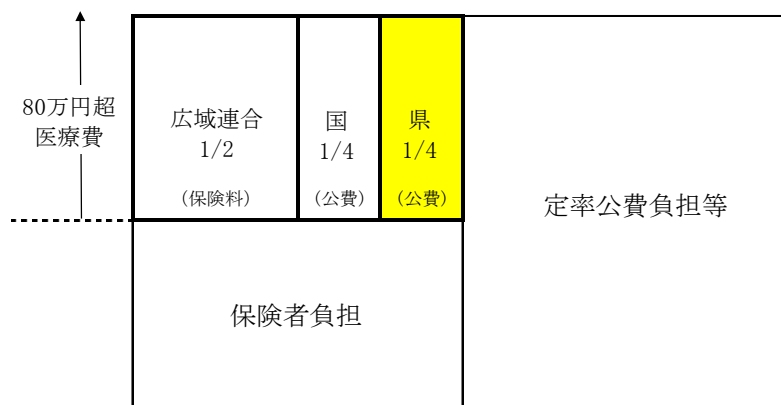 80万円超
医療費
広域連合
1/2
(保険料)
国
1/4
(公費)
県
1/4
(公費)
定率公費負担等
保険者負担